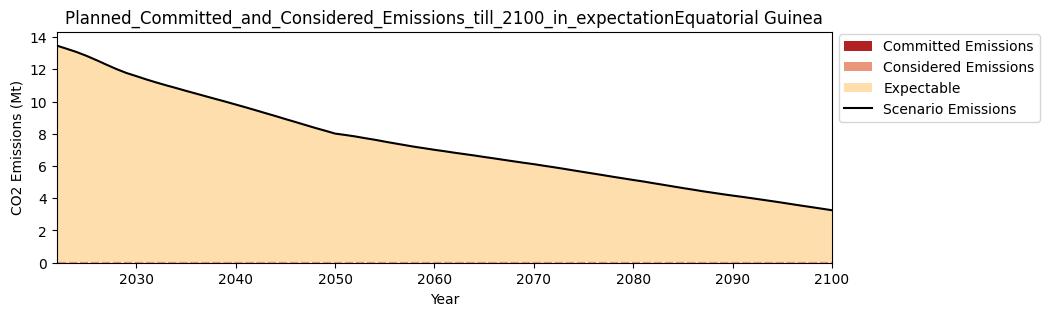 Planned_Committed_and_Considered_Emissions_till_2100_in_expectationEquatorial Guinea
14
12
10
8
6
4
2
0
CO2 Emissions (Mt)
2030
2040
2050
2060
2070
2080
2090
2100
Year
Committed Emissions
Considered Emissions
Expectable
Scenario Emissions